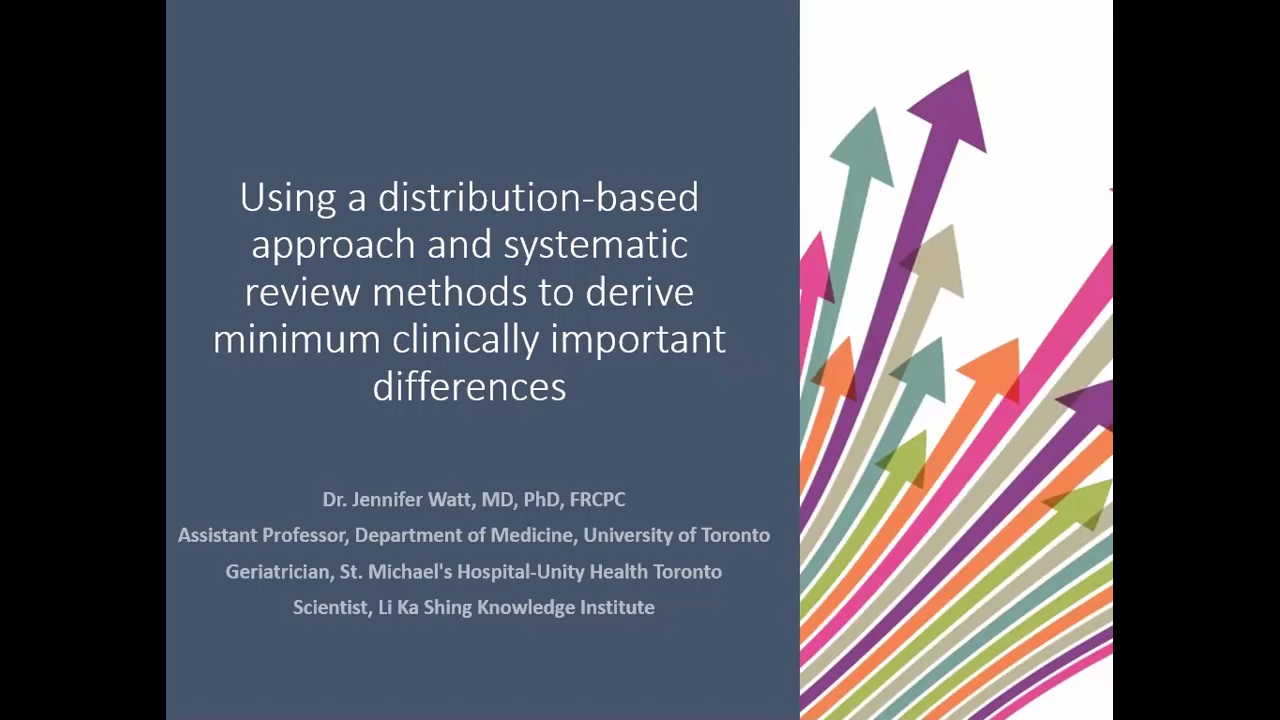 Using a distribution-based
approach and systematic
review methods to derive
minimum clinically important
differences
Dr. Jennifer Watt, MD, PhD, FRCPC
Assistant Professor, Department of Medicine, University of Toronto
Geriatrician, St. Michael's Hospital-Unity Health Toronto
Scientist, Li Ka Shing Knowledge Institute